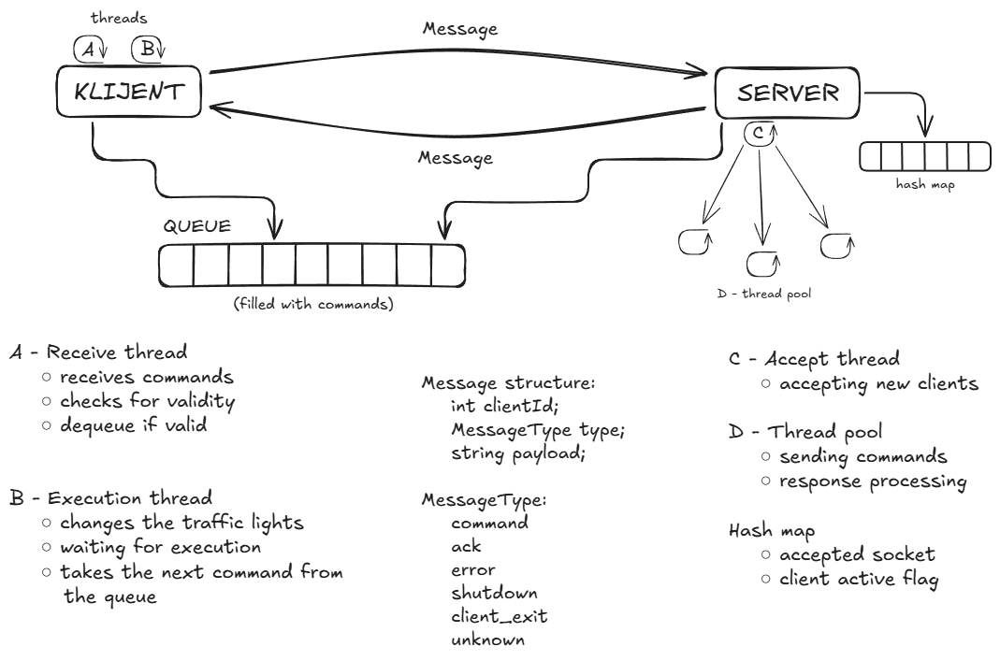 threads
A
B
KLIJENT
Message
SERVER
Message
C
hash map
QUEUE
(filled with commands)
D - thread pool
A - Receive thread
○ receives commands
○ checks for validity
○ dequeue if valid
B - Execution thread
○ changes the traffic lights
○ waiting for execution
○ takes the next command from
the queue
Message structure:
int clientId;
MessageType type;
string payload;
MessageType:
command
ack
error
shutdown
client_exit
unknown
C - Accept thread
○ accepting new clients
D - Thread pool
○ sending commands
○ response processing
Hash map
○ accepted socket
○ client active flag